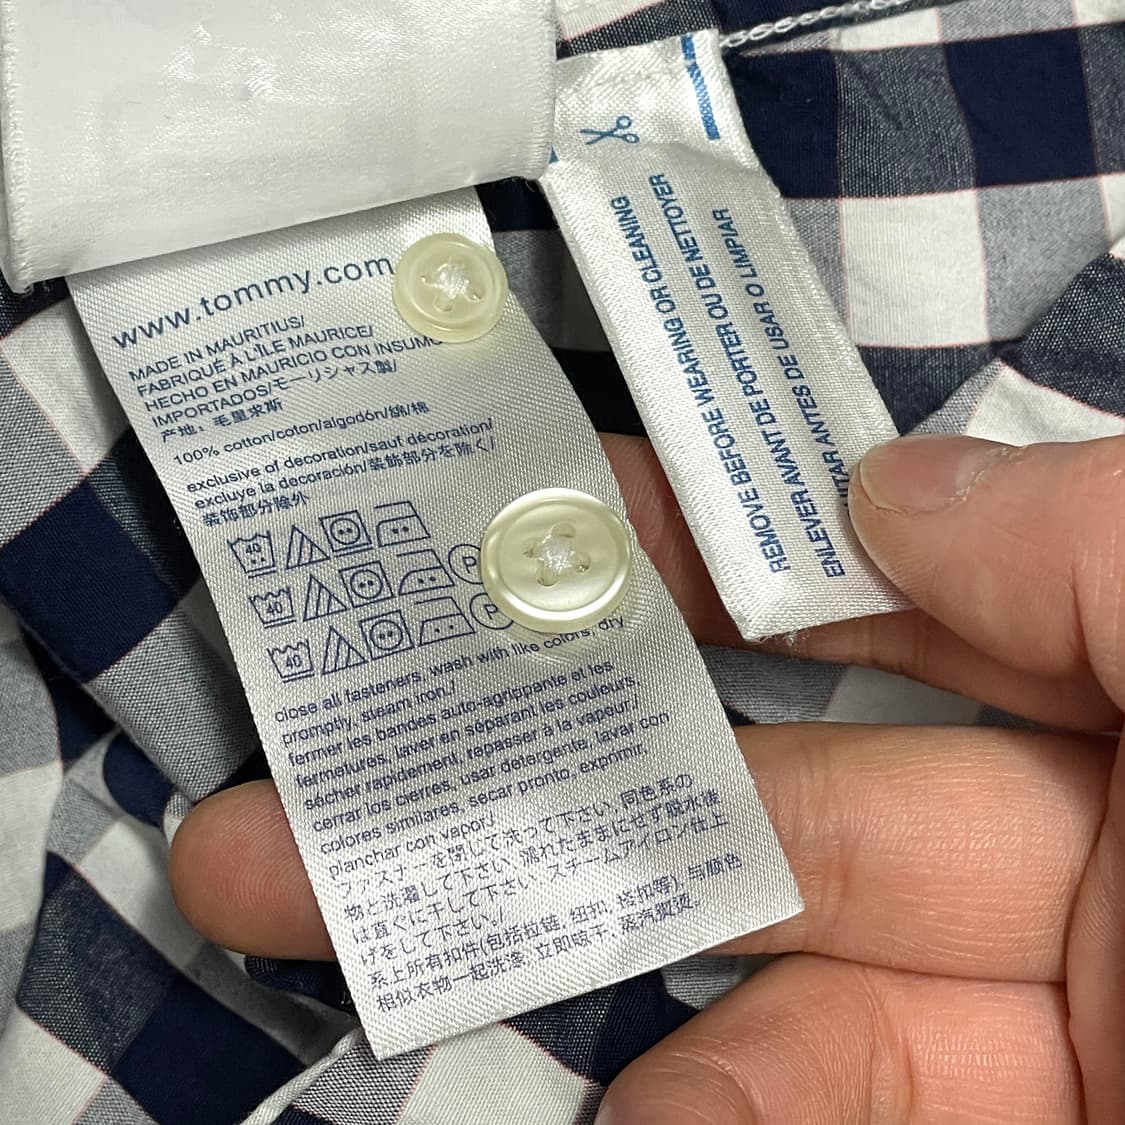 www.tommy.com
MADE IN MAURITIUS/
FABRIQUÉ À L'ÎLE MAURICE/
HECHO EN MAURICIO CON INSUMO
IMPORTADOS/モーリシャス製/
产地：毛里求斯
100% cotton/coton/algodón/綿/棉
exclusive of decoration/sauf décoration/
excluye la decoración/装飾部分を除く/
装饰部分除外
40
40 P
40 P
close all fasteners, wash with like colors, dry
promptly, steam iron./
fermer les bandes auto-agrippante et les
fermetures, laver en séparant les couleurs,
sécher rapidement, repasser à la vapeur./
cerrar los cierres, usar detergente, lavar con
colores similares, secar pronto, exprimir,
planchar con vapor./
ファスナーを閉じて洗って下さい, 同色系の
物と洗濯して下さい, 濡れたままにせず脱水後
は直ぐに干して下さい, スチームアイロン仕上
げをして下さい./
系上所有扣件(包括拉链, 纽扣, 栓扣等), 与颜色
相似衣物一起洗涤, 立即晾干, 蒸汽熨烫.
REMOVE BEFORE WEARING OR CLEANING
ENLEVER AVANT DE PORTER OU DE NETTOYER
ANTES DE USAR O LIMPIAR